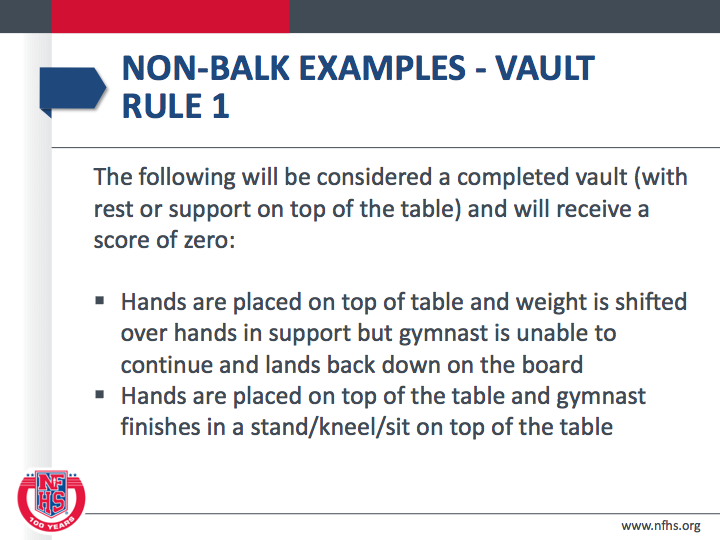 NON-BALK EXAMPLES - VAULT
RULE 1
The following will be considered a completed vault (with
rest or support on top of the table) and will receive a
score of zero:
▪ Hands are placed on top of table and weight is shifted
over hands in support but gymnast is unable to
continue and lands back down on the board
▪ Hands are placed on top of the table and gymnast
finishes in a stand/kneel/sit on top of the table
NF
HS
100 YEARS
www.nfhs.org